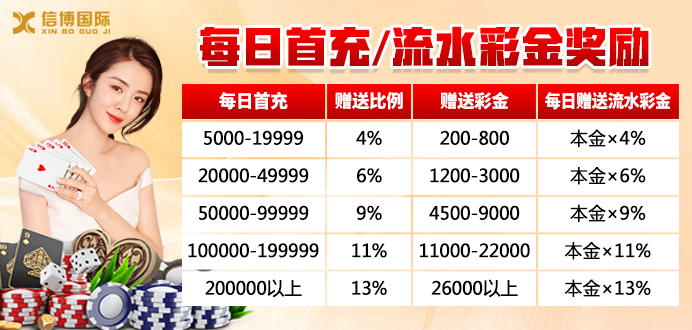 信博国际
XIN BO GUO JI
每日首充/流水彩金奖励
每日首充 赠送比例 赠送彩金 每日赠送流水彩金
5000-19999 4% 200-800 本金×4%
20000-49999 6% 1200-3000 本金×6%
50000-99999 9% 4500-9000 本金×9%
100000-199999 11% 11000-22000 本金×11%
200000以上 13% 26000以上 本金×13%